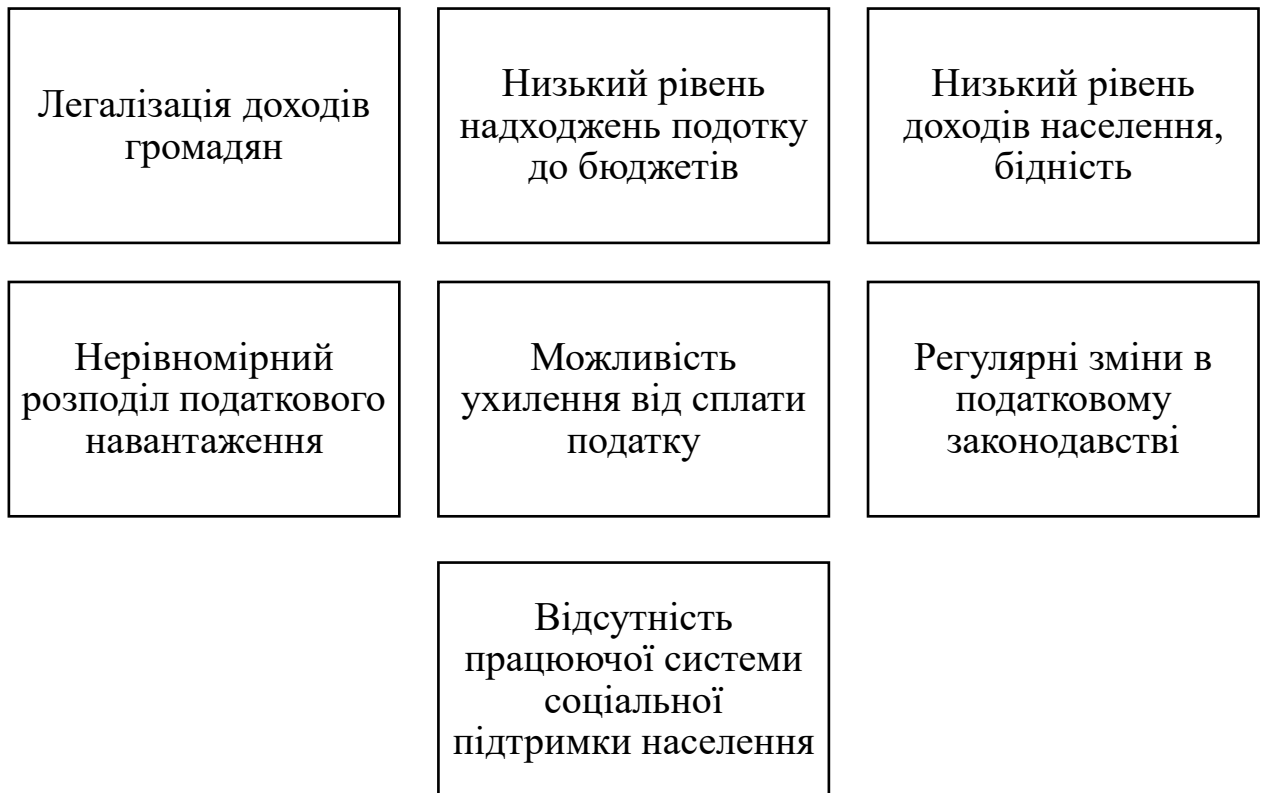 Легалізація доходів
громадян
Низький рівень
надходжень подотку
до бюджетів
Низький рівень
доходів населення,
бідність
Нерівномірний
розподіл податкового
навантаження
Можливість
ухилення від сплати
податку
Регулярні зміни в
податковому
законодавстві
Відсутність
працюючої системи
соціальної
підтримки населення